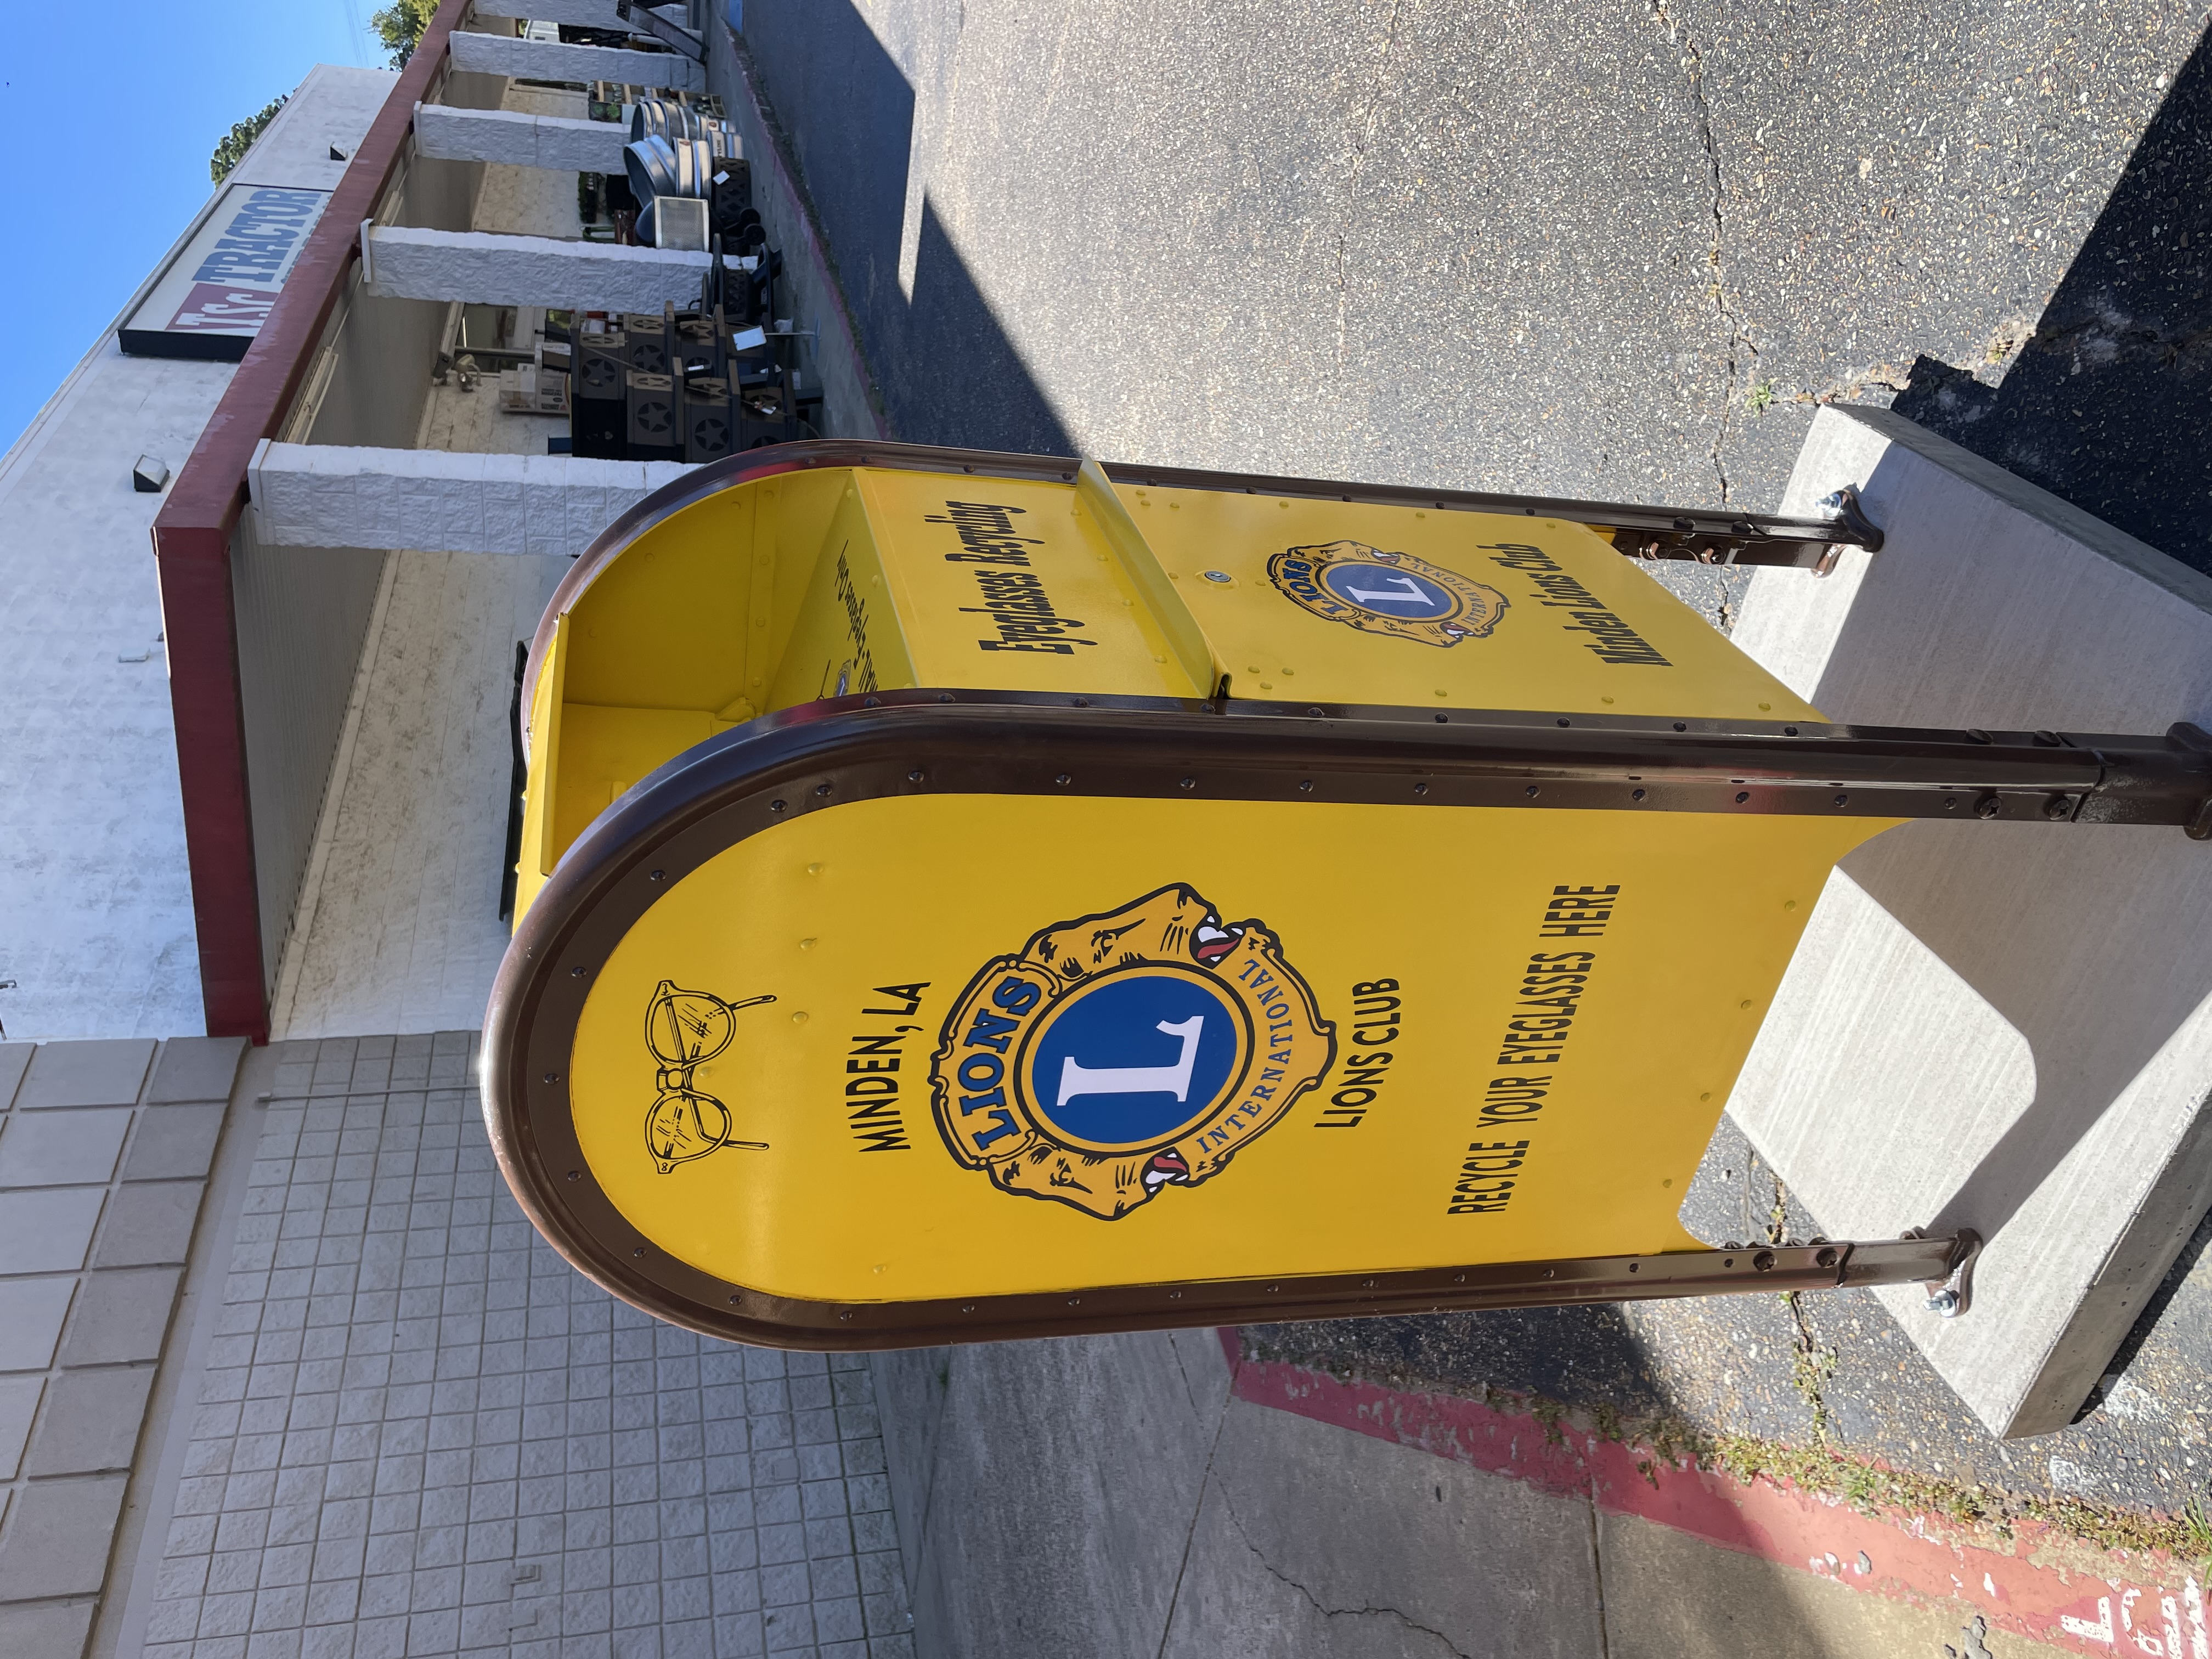 TSC TRACTOR
MINDEN, LA
LIONS
L
INTERNATIONAL
LIONS CLUB
RECYCLE YOUR EYEGLASSES HERE
Eyeglasses Recycling
LIONS
L
INTERNATIONAL
Minden Lions Club